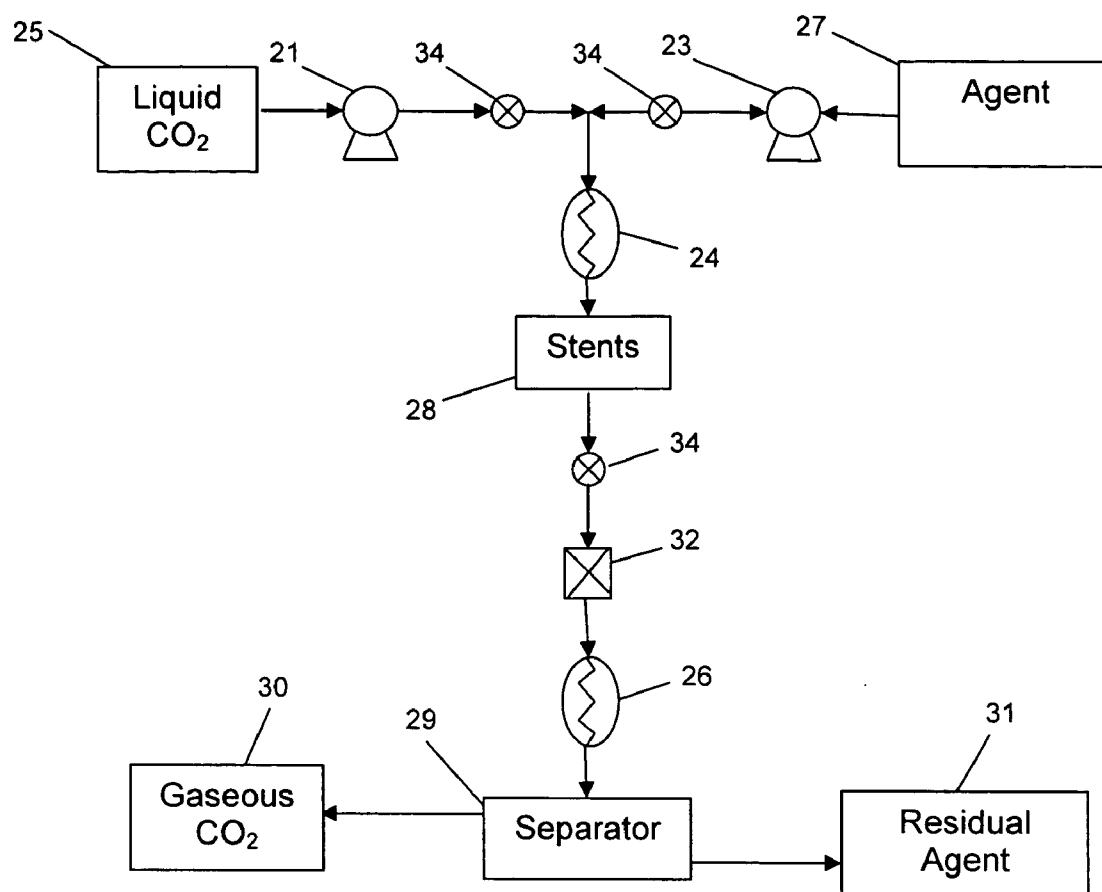 25
21
34
34
23
27
Liquid
CO₂
Agent
24
Stents
28
34
32
26
30
29
31
Gaseous
CO₂
Separator
Residual
Agent